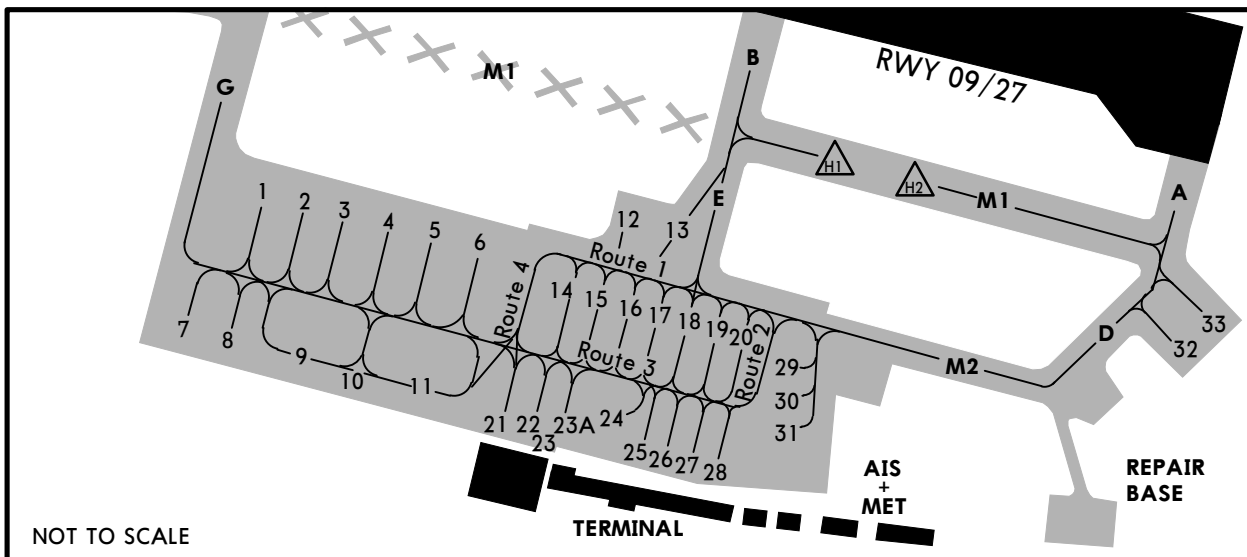 M1
B
RWY 09/27
G
H1
H2
M1
A
E
1
2
3
4
5
6
12
13
Route 1
Route 4
14
15
16
17
18
19
20
Route 2
Route 3
7
8
9
10
11
21
22
23
23A
24
25
26
27
28
29
30
31
M2
D
33
32
AIS
+
MET
REPAIR
BASE
TERMINAL
NOT TO SCALE